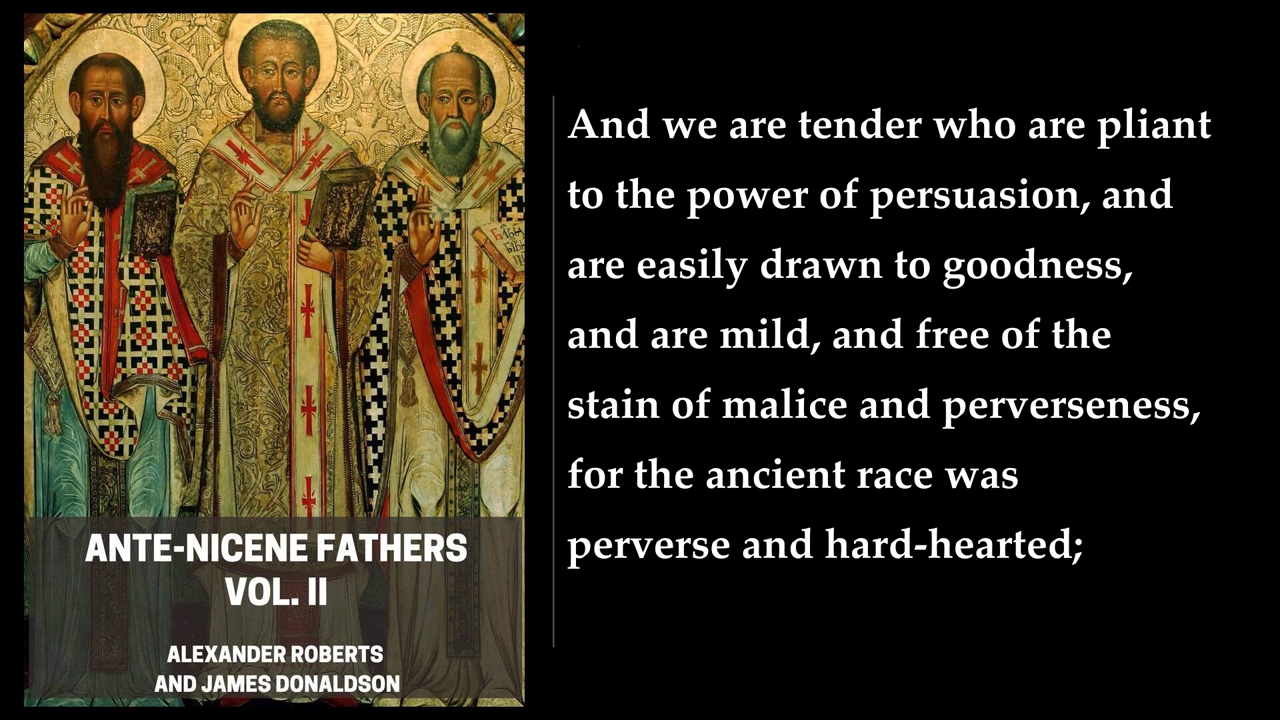 ANTE-NICENE FATHERS
VOL. II
ALEXANDER ROBERTS
AND JAMES DONALDSON
And we are tender who are pliant
to the power of persuasion, and
are easily drawn to goodness,
and are mild, and free of the
stain of malice and perverseness,
for the ancient race was
perverse and hard-hearted;